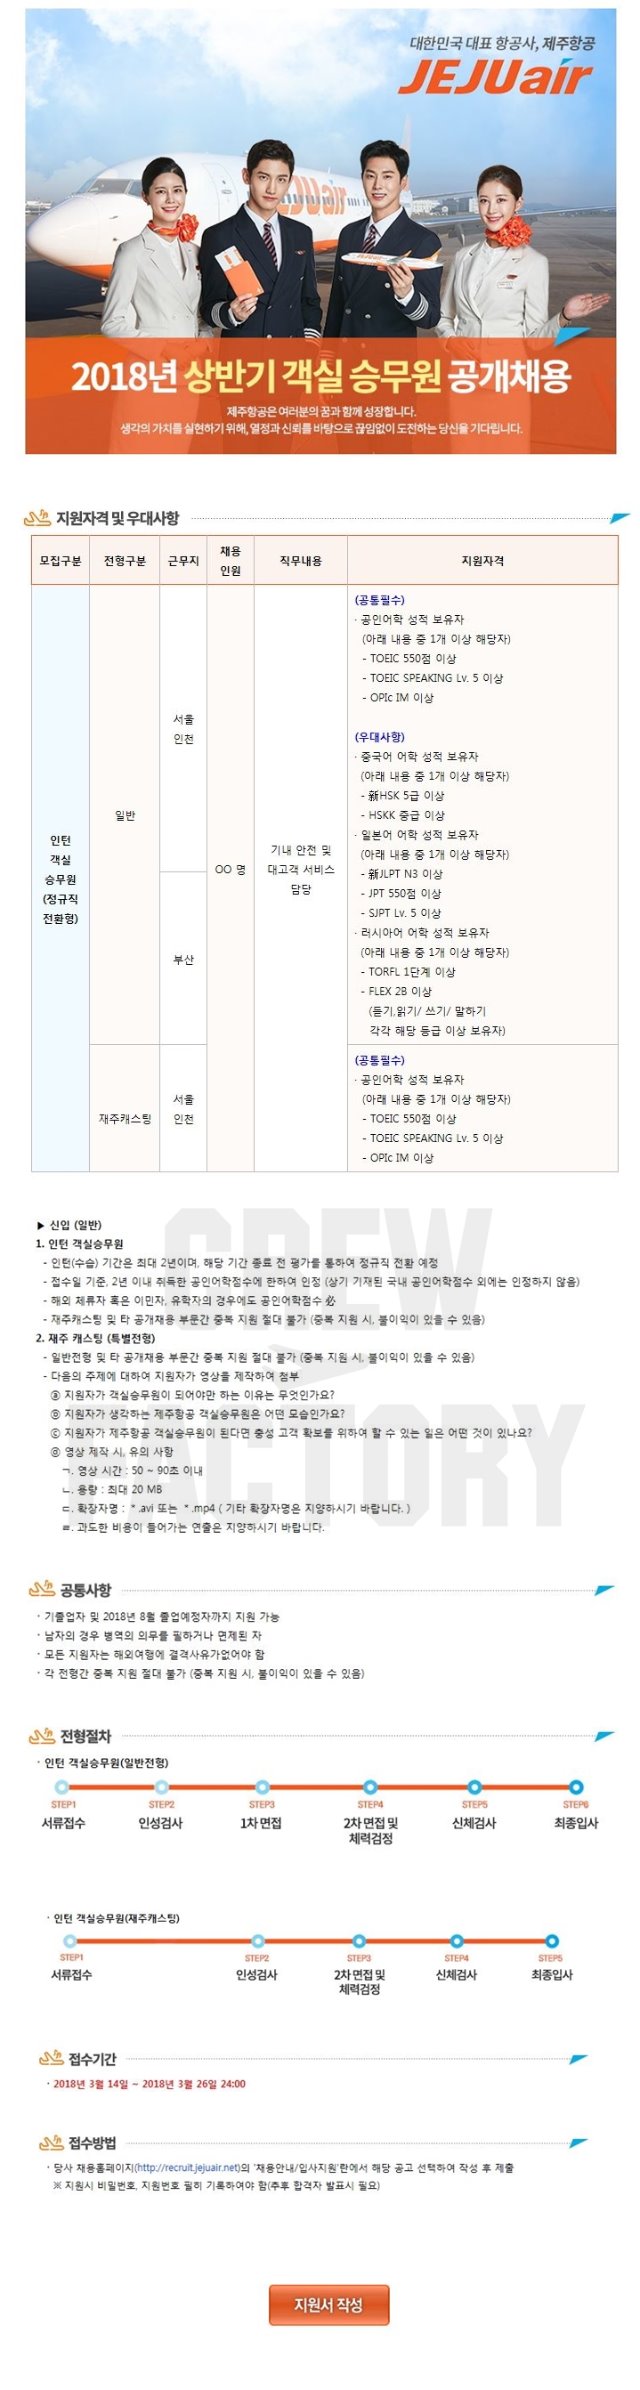 대한민국 대표 항공사, 제주항공
JEJUair
JEJUair
2018년 상반기 객실 승무원 공개채용
제주항공은 여러분의 꿈과 함께 성장합니다.
생각의 가치를 실현하기 위해, 열정과 신뢰를 바탕으로 끊임없이 도전하는 당신을 기다립니다.
지원자격 및 우대사항
모집구분 전형구분 근무지 채용 인원 직무내용 지원자격
인턴
객실
승무원
(정규직
전환형)
일반
서울
인천
부산
OO 명
기내 안전 및
대고객 서비스
담당
(공통필수)
· 공인어학 성적 보유자
(아래 내용 중 1개 이상 해당자)
- TOEIC 550점 이상
- TOEIC SPEAKING Lv. 5 이상
- OPIc IM 이상
(우대사항)
· 중국어 어학 성적 보유자
(아래 내용 중 1개 이상 해당자)
- 新HSK 5급 이상
- HSKK 중급 이상
· 일본어 어학 성적 보유자
(아래 내용 중 1개 이상 해당자)
- 新JLPT N3 이상
- JPT 550점 이상
- SJPT Lv. 5 이상
· 러시아어 어학 성적 보유자
(아래 내용 중 1개 이상 해당자)
- TORFL 1단계 이상
- FLEX 2B 이상
(듣기,읽기/ 쓰기/ 말하기
각각 해당 등급 이상 보유자)
재주캐스팅
서울
인천
(공통필수)
· 공인어학 성적 보유자
(아래 내용 중 1개 이상 해당자)
- TOEIC 550점 이상
- TOEIC SPEAKING Lv. 5 이상
- OPIc IM 이상
CREW
FACTORY
▶ 신입 (일반)
1. 인턴 객실승무원
- 인턴(수습) 기간은 최대 2년이며, 해당 기간 종료 전 평가를 통하여 정규직 전환 예정
- 접수일 기준, 2년 이내 취득한 공인어학점수에 한하여 인정 (상기 기재된 국내 공인어학점수 외에는 인정하지 않음)
- 해외 체류자 혹은 이민자, 유학자의 경우에도 공인어학점수 必
- 재주캐스팅 및 타 공개채용 부문간 중복 지원 절대 불가 (중복 지원 시, 불이익이 있을 수 있음)
2. 재주 캐스팅 (특별전형)
- 일반전형 및 타 공개채용 부문간 중복 지원 절대 불가 (중복 지원 시, 불이익이 있을 수 있음)
- 다음의 주제에 대하여 지원자가 영상을 제작하여 첨부
ⓐ 지원자가 객실승무원이 되어야만 하는 이유는 무엇인가요?
ⓑ 지원자가 생각하는 제주항공 객실승무원은 어떤 모습인가요?
ⓒ 지원자가 제주항공 객실승무원이 된다면 충성 고객 확보를 위하여 할 수 있는 일은 어떤 것이 있나요?
ⓓ 영상 제작 시, 유의 사항
ㄱ. 영상 시간 : 50 ~ 90초 이내
ㄴ. 용량 : 최대 20 MB
ㄷ. 확장자명 : *.avi 또는 *.mp4 ( 기타 확장자명은 지양하시기 바랍니다. )
ㄹ. 과도한 비용이 들어가는 연출은 지양하시기 바랍니다.
공통사항
· 기졸업자 및 2018년 8월 졸업예정자까지 지원 가능
· 남자의 경우 병역의 의무를 필하거나 면제된 자
· 모든 지원자는 해외여행에 결격사유가없어야 함
· 각 전형간 중복 지원 절대 불가 (중복 지원 시, 불이익이 있을 수 있음)
전형절차
· 인턴 객실승무원(일반전형)
STEP1 STEP2 STEP3 STEP4 STEP5 STEP6
서류접수 인성검사 1차 면접 2차 면접 및 체력검정 신체검사 최종입사
· 인턴 객실승무원(재주캐스팅)
STEP1 STEP2 STEP3 STEP4 STEP5
서류접수 인성검사 2차 면접 및 체력검정 신체검사 최종입사
접수기간
· 2018년 3월 14일 ~ 2018년 3월 26일 24:00
접수방법
· 당사 채용홈페이지(http://recruit.jejuair.net)의 '채용안내/입사지원'란에서 해당 공고 선택하여 작성 후 제출
※ 지원시 비밀번호, 지원번호 필히 기록하여야 함(추후 합격자 발표시 필요)
지원서 작성